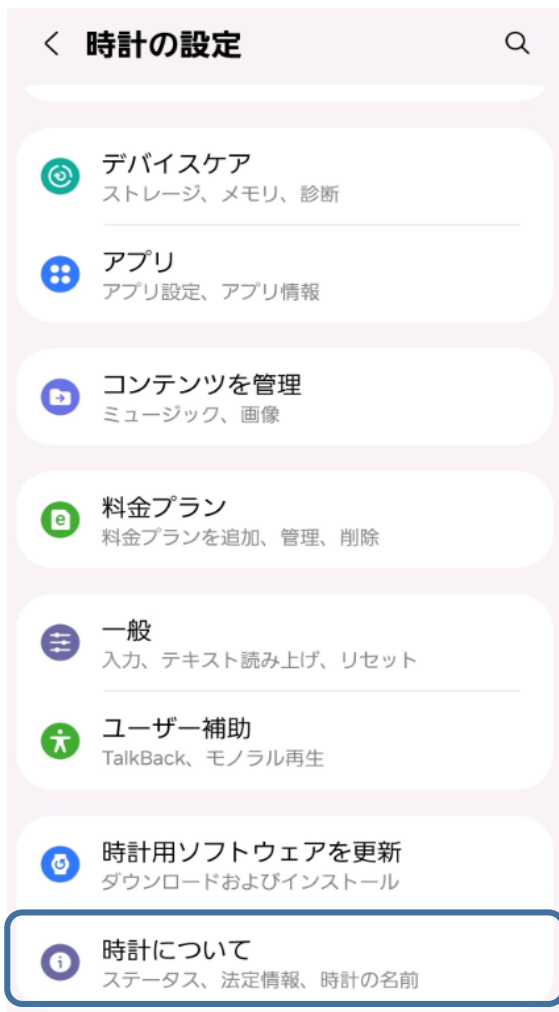 時計の設定
デバイスケア
ストレージ、メモリ、診断
アプリ
アプリ設定、アプリ情報
コンテンツを管理
ミュージック、画像
料金プラン
料金プランを追加、管理、削除
一般
入力、テキスト読み上げ、リセット
ユーザー補助
TalkBack、モノラル再生
時計用ソフトウェアを更新
ダウンロードおよびインストール
時計について
ステータス、法定情報、時計の名前